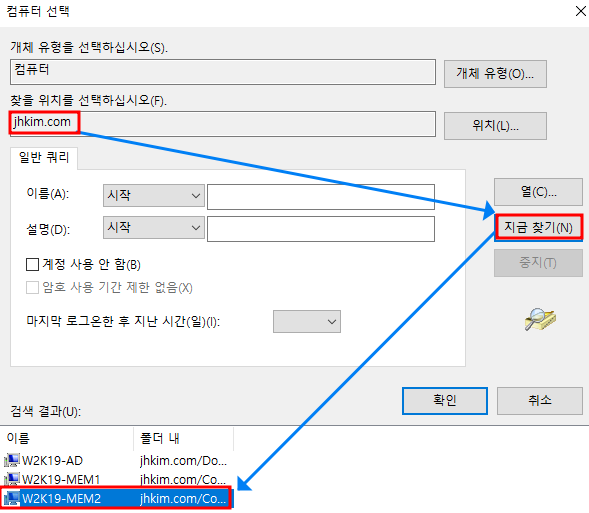 컴퓨터 선택
개체 유형을 선택하십시오(S).
컴퓨터
개체 유형(O)...
찾을 위치를 선택하십시오(F).
jhkim.com
위치(L)...
일반 쿼리
이름(A):
시작
열(C)...
설명(D):
시작
지금 찾기(N)
계정 사용 안 함(B)
중지(T)
암호 사용 기간 제한 없음(X)
마지막 로그온한 후 지난 시간(일)(I):
확인
취소
검색 결과(U):
이름 폴더 내
W2K19-AD jhkim.com/Do...
W2K19-MEM1 jhkim.com/Co...
W2K19-MEM2 jhkim.com/Co...